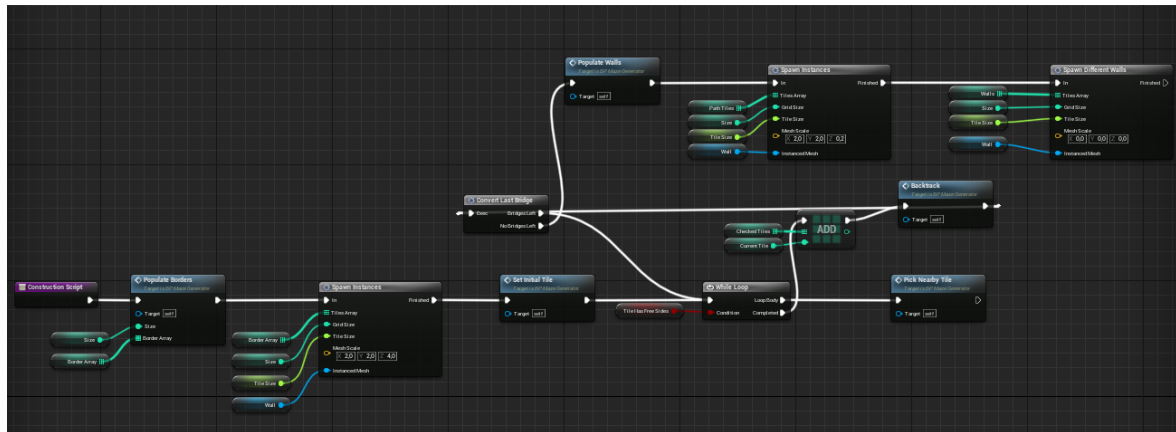 Populate Walls
Target is BP Maze Generator
Target self
Spawn Instances
In Finished
Tiles Array
Grid Size
Tile Size
Mesh Scale
X 2,0 Y 2,0 Z 0,2
Instanced Mesh
Path Tiles
Size
Tile Size
Wall
Spawn Different Walls
In Finished
Tiles Array
Grid Size
Tile Size
Mesh Scale
X 0,0 Y 0,0 Z 0,0
Instanced Mesh
Walls
Size
Tile Size
Wall
Convert Last Bridge
Exec Bridges Left
No Bridges Left
Checked Tiles
Current Tile
ADD
Backtrack
Target is BP Maze Generator
Target self
Construction Script
Populate Borders
Target is BP Maze Generator
Target self
Size
Border Array
Size
Border Array
Spawn Instances
In Finished
Tiles Array
Grid Size
Tile Size
Mesh Scale
X 2,0 Y 2,0 Z 4,0
Instanced Mesh
Border Array
Size
Tile Size
Wall
Set Initial Tile
Target is BP Maze Generator
Target self
Tile Has Free Sides
While Loop
Loop Body
Condition Completed
Pick Nearby Tile
Target is BP Maze Generator
Target self